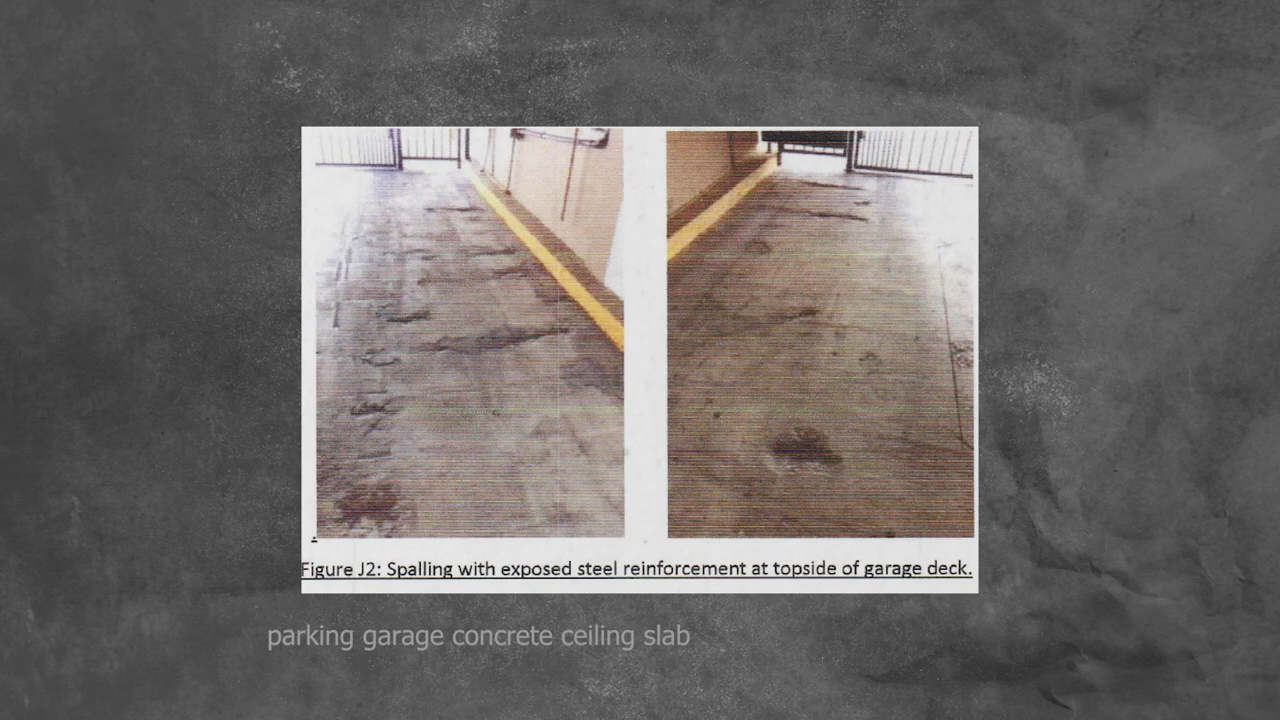 Figure J2: Spalling with exposed steel reinforcement at topside of garage deck.
parking garage concrete ceiling slab